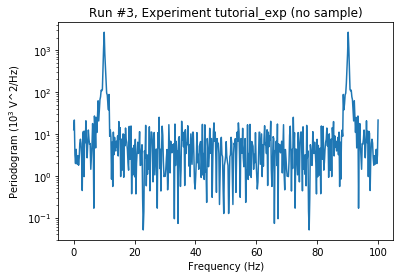 Run #3, Experiment tutorial_exp (no sample)
Periodogram (10³ V^2/Hz)
10³
10²
10¹
10⁰
10⁻¹
0 20 40 60 80 100
Frequency (Hz)